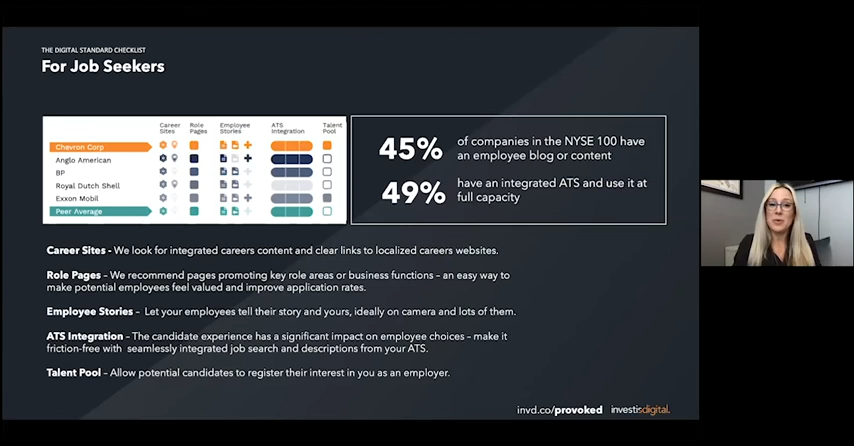 THE DIGITAL STANDARD CHECKLIST
For Job Seekers
Career Sites
Role Pages
Employee Stories
ATS Integration
Talent Pool
Chevron Corp
Anglo American
BP
Royal Dutch Shell
Exxon Mobil
Peer Average
45% of companies in the NYSE 100 have
an employee blog or content
49% have an integrated ATS and use it at
full capacity
Career Sites - We look for integrated careers content and clear links to localized careers websites.
Role Pages – We recommend pages promoting key role areas or business functions – an easy way to
make potential employees feel valued and improve application rates.
Employee Stories – Let your employees tell their story and yours, ideally on camera and lots of them.
ATS Integration – The candidate experience has a significant impact on employee choices – make it
friction-free with seamlessly integrated job search and descriptions from your ATS.
Talent Pool – Allow potential candidates to register their interest in you as an employer.
invd.co/provoked investisdigital.